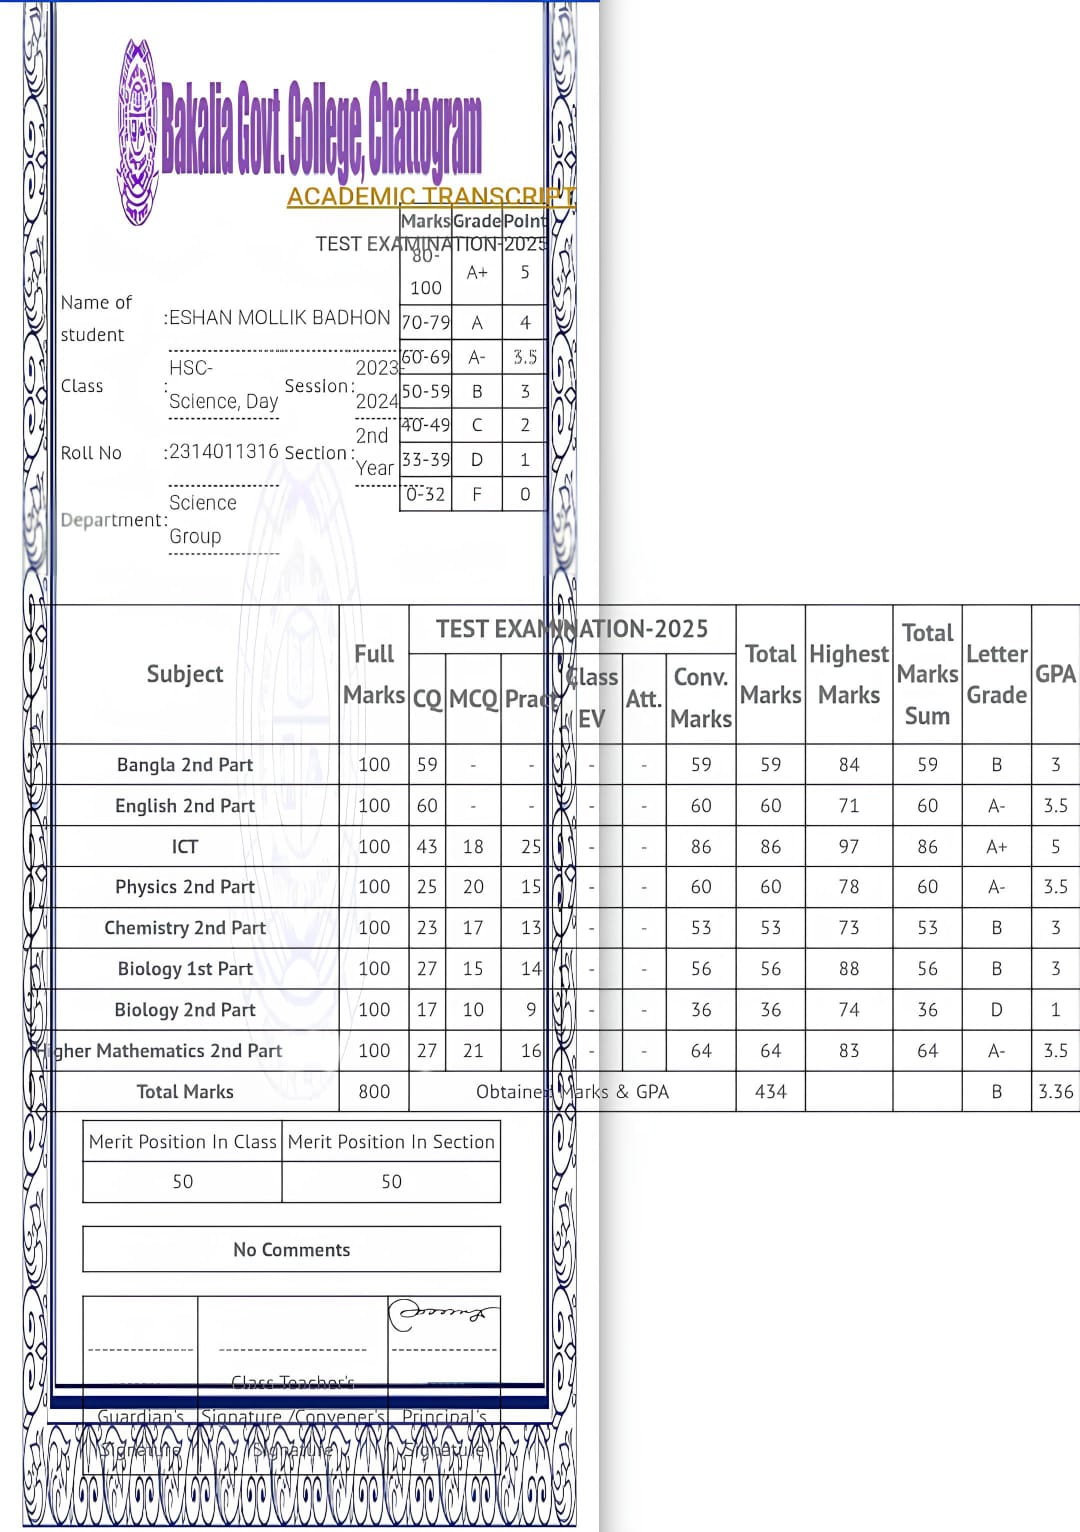 Bakalia Govt. College, Chattogram
ACADEMIC TRANSCRIPT
TEST EXAMINATION-2025
Marks Grade Point
80-100 A+ 5
70-79 A 4
60-69 A- 3.5
50-59 B 3
40-49 C 2
33-39 D 1
0-32 F 0
Name of student :ESHAN MOLLIK BADHON
Class : HSC-Science, Day Session: 2023-2024
Roll No :2314011316 Section: 2nd Year
Department: Science Group
Subject Full Marks TEST EXAMINATION-2025 Total Marks Highest Marks Total Marks Sum Letter Grade GPA
CQ MCQ Pract Class EV Att. Conv. Marks
Bangla 2nd Part 100 59 - - - - 59 59 84 59 B 3
English 2nd Part 100 60 - - - - 60 60 71 60 A- 3.5
ICT 100 43 18 25 - - 86 86 97 86 A+ 5
Physics 2nd Part 100 25 20 15 - - 60 60 78 60 A- 3.5
Chemistry 2nd Part 100 23 17 13 - - 53 53 73 53 B 3
Biology 1st Part 100 27 15 14 - - 56 56 88 56 B 3
Biology 2nd Part 100 17 10 9 - - 36 36 74 36 D 1
Higher Mathematics 2nd Part 100 27 21 16 - - 64 64 83 64 A- 3.5
Total Marks 800 Obtained Marks & GPA 434 B 3.36
Merit Position In Class Merit Position In Section
50 50
No Comments
Guardian's Signature
Class Teacher's Signature /Convener's Signature
Principal's Signature